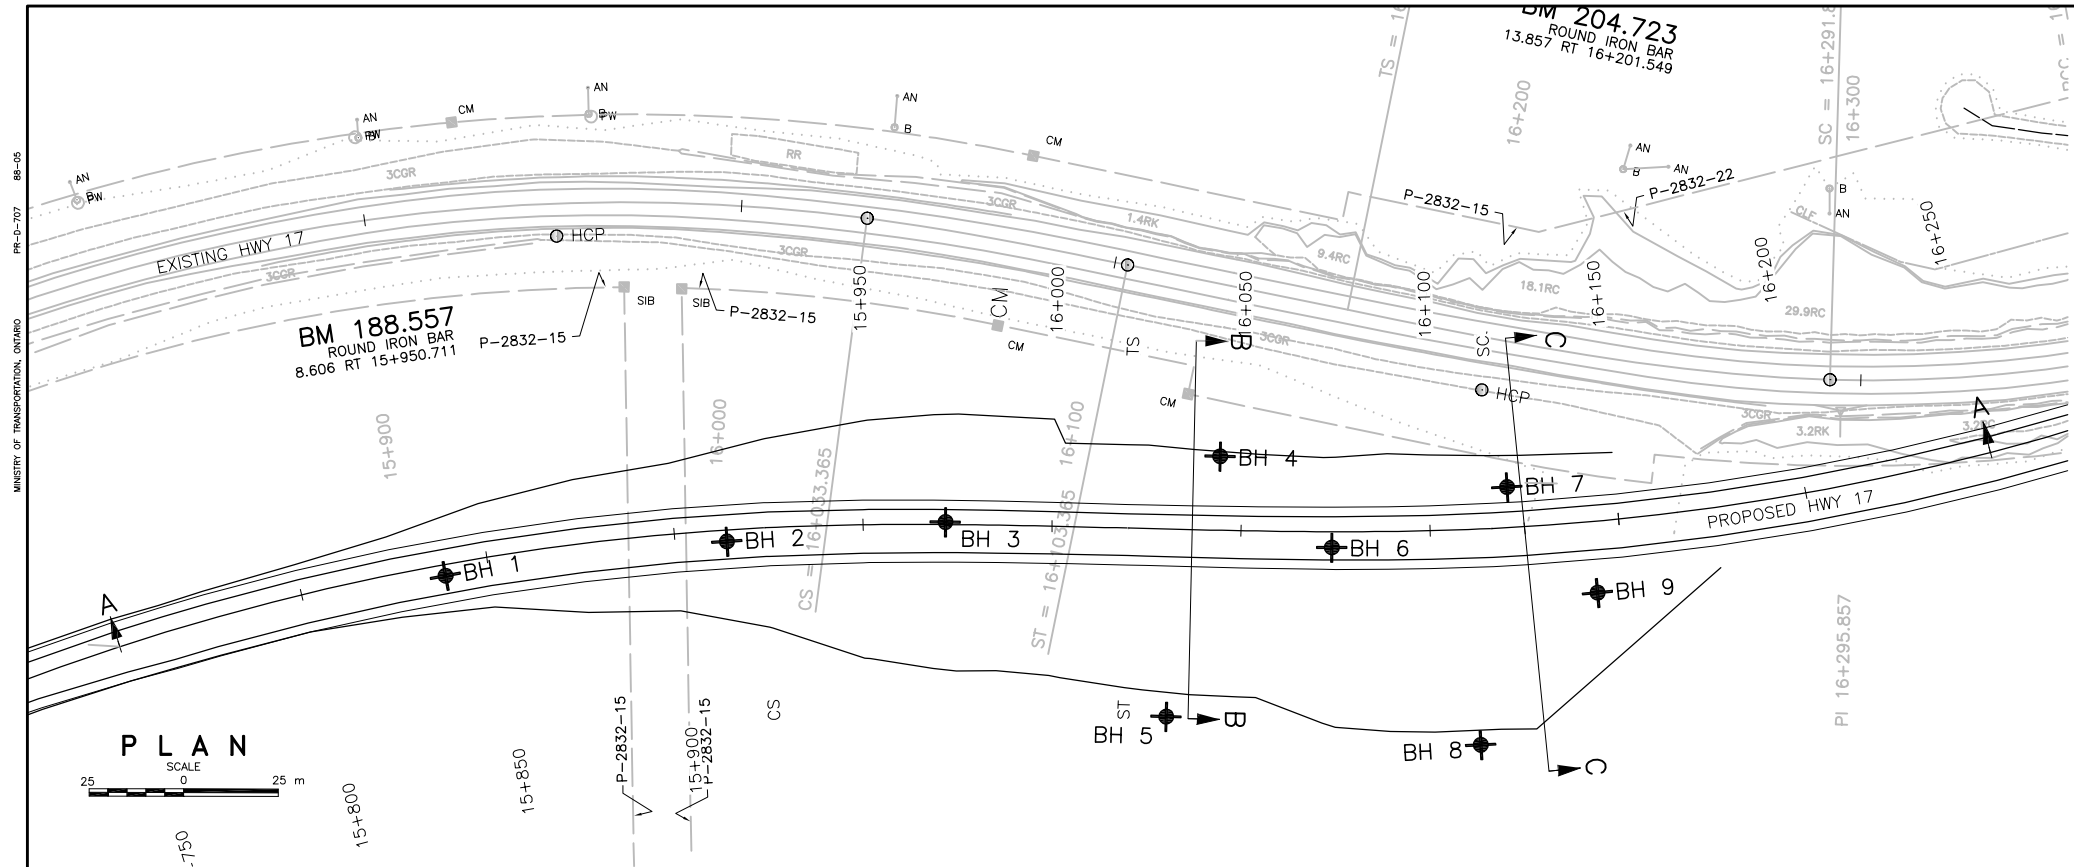 BM 204.723
ROUND IRON BAR
13.857 RT 16+201.549
TS = 16
SC = 16+291.8
16+300
16+200
AN
B
PW
AN
B
PW
CM
AN
B
PW
AN
B
CM
AN
B
AN
B
AN
P-2832-15
P-2832-22
CLF
RR
3CGR
3CGR
3CGR
3CGR
1.4RK
9.4RC
18.1RC
29.9RC
EXISTING HWY 17
HCP
SIB
SIB
P-2832-15
P-2832-15
BM 188.557
ROUND IRON BAR
8.606 RT 15+950.711
15+950
CM
CM
16+000
TS
16+050
16+100
16+150
16+200
16+250
B
3CGR
SC
C
HCP
CM
3CGR
3.2RK
A
15+900
16+000
16+100
CS = 16+033.365
ST = 16+103.365
BH 4
BH 7
BH 1
BH 2
BH 3
BH 6
BH 9
PROPOSED HWY 17
A
BH 5
BH 8
B
C
CS
ST
PI 16+295.857
P-2832-15
P-2832-15
15+900
15+850
15+800
-750
PLAN
SCALE
25 0 25 m
MINISTRY OF TRANSPORTATION, ONTARIO PR-D-707 88-05